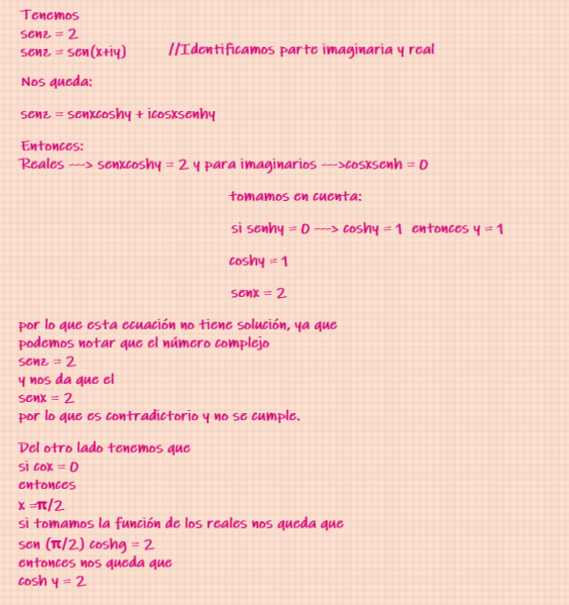 Tenemos
senz = 2
senz = sen(x+iy) //Identificamos parte imaginaria y real
Nos queda:
senz = senxcoshy + icosxsenhy
Entonces:
Reales ---> senxcoshy = 2 y para imaginarios --->cosxsenh = 0
tomamos en cuenta:
si senhy = 0 ---> coshy = 1 entonces y = 1
coshy = 1
senx = 2
por lo que esta ecuación no tiene solución, ya que
podemos notar que el número complejo
senz = 2
y nos da que el
senx = 2
por lo que es contradictorio y no se cumple.
Del otro lado tenemos que
si cox = 0
entonces
x =π/2
si tomamos la función de los reales nos queda que
sen (π/2) coshg = 2
entonces nos queda que
cosh y = 2